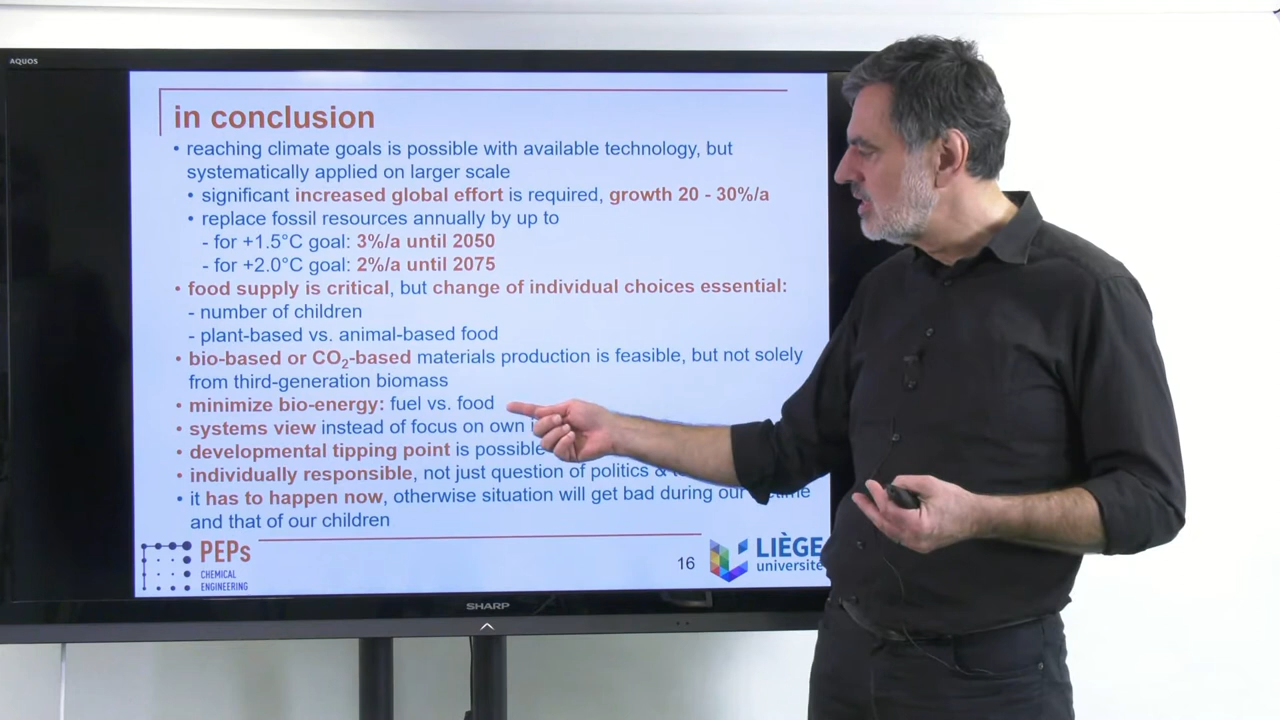 AQUOS
in conclusion
• reaching climate goals is possible with available technology, but
systematically applied on larger scale
• significant increased global effort is required, growth 20 - 30%/a
• replace fossil resources annually by up to
- for +1.5°C goal: 3%/a until 2050
- for +2.0°C goal: 2%/a until 2075
• food supply is critical, but change of individual choices essential:
- number of children
- plant-based vs. animal-based food
• bio-based or CO₂-based materials production is feasible, but not solely
from third-generation biomass
• minimize bio-energy: fuel vs. food
• systems view instead of focus on own
• developmental tipping point is possible
• individually responsible, not just question of politics &
• it has to happen now, otherwise situation will get bad during our
and that of our children
PEPs
CHEMICAL
ENGINEERING
16
LIÈGE
université
SHARP